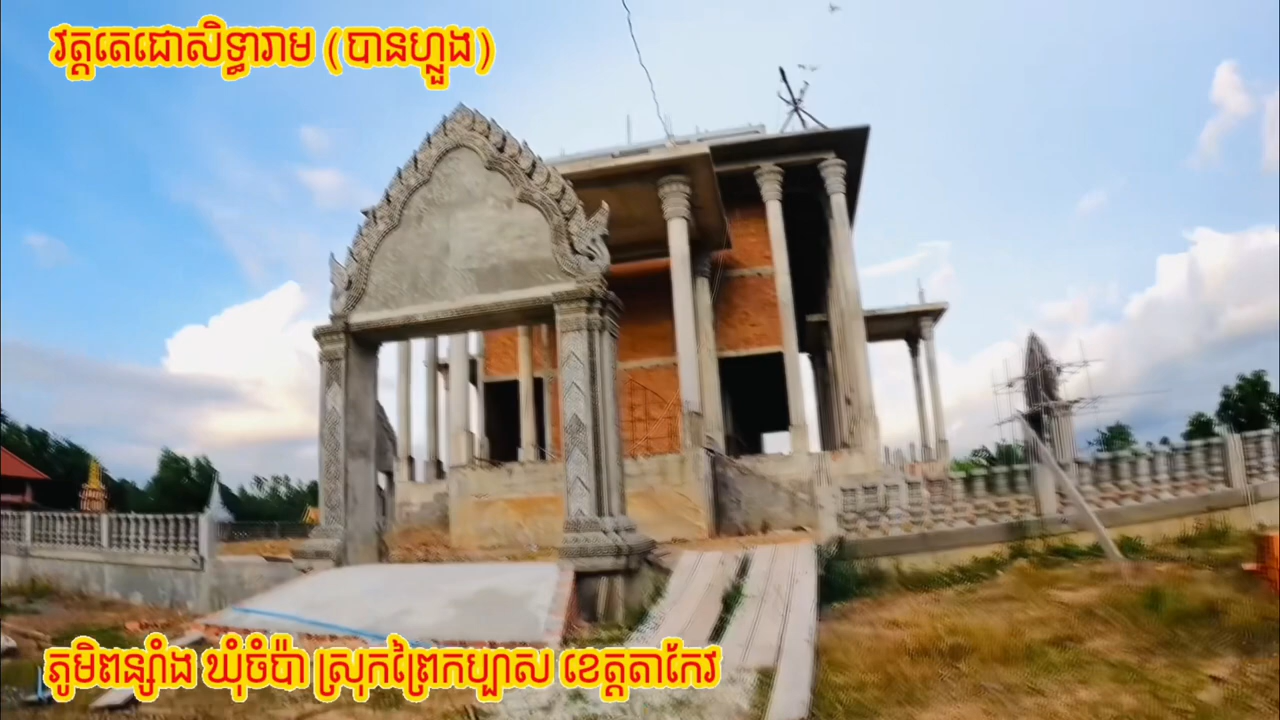 វត្តតេជោសិទ្ធារាម (បានហ្លួង)
ភូមិពន្សាំង ឃុំចំប៉ា ស្រុកព្រៃកប្បាស ខេត្តតាកែវ